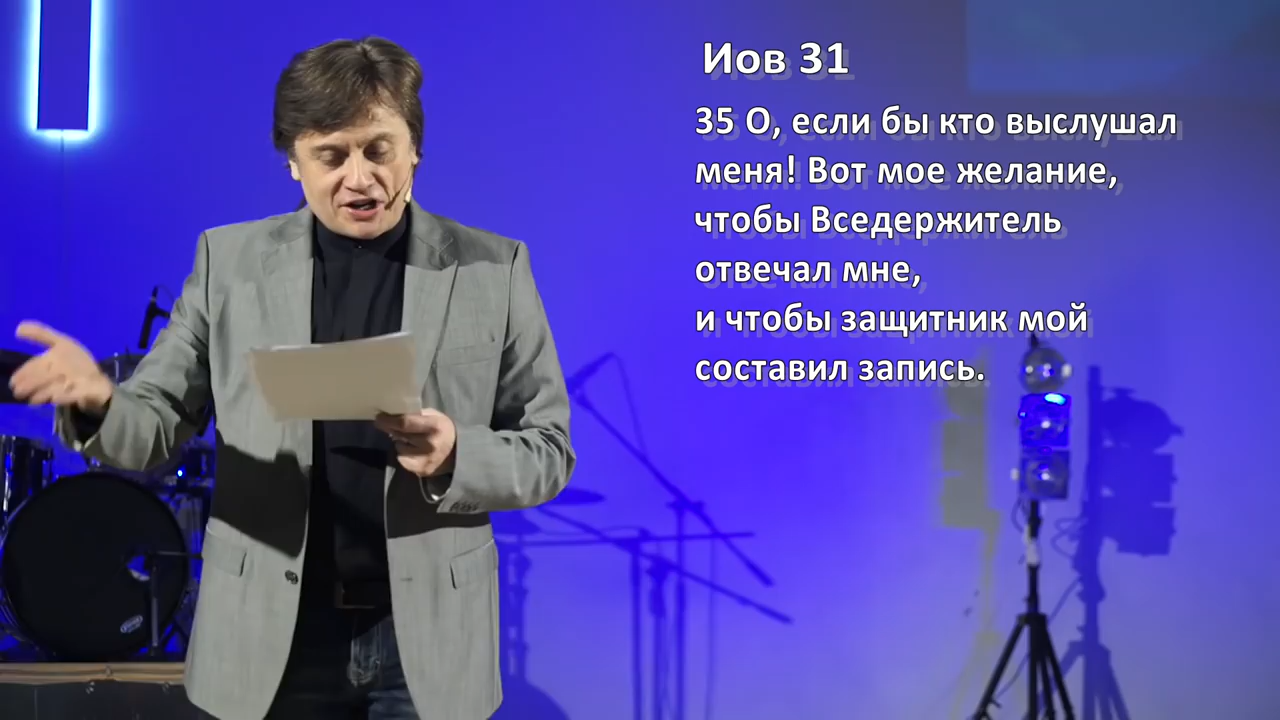 Иов 31
35 О, если бы кто выслушал
меня! Вот мое желание,
чтобы Вседержитель
отвечал мне,
и чтобы защитник мой
составил запись.